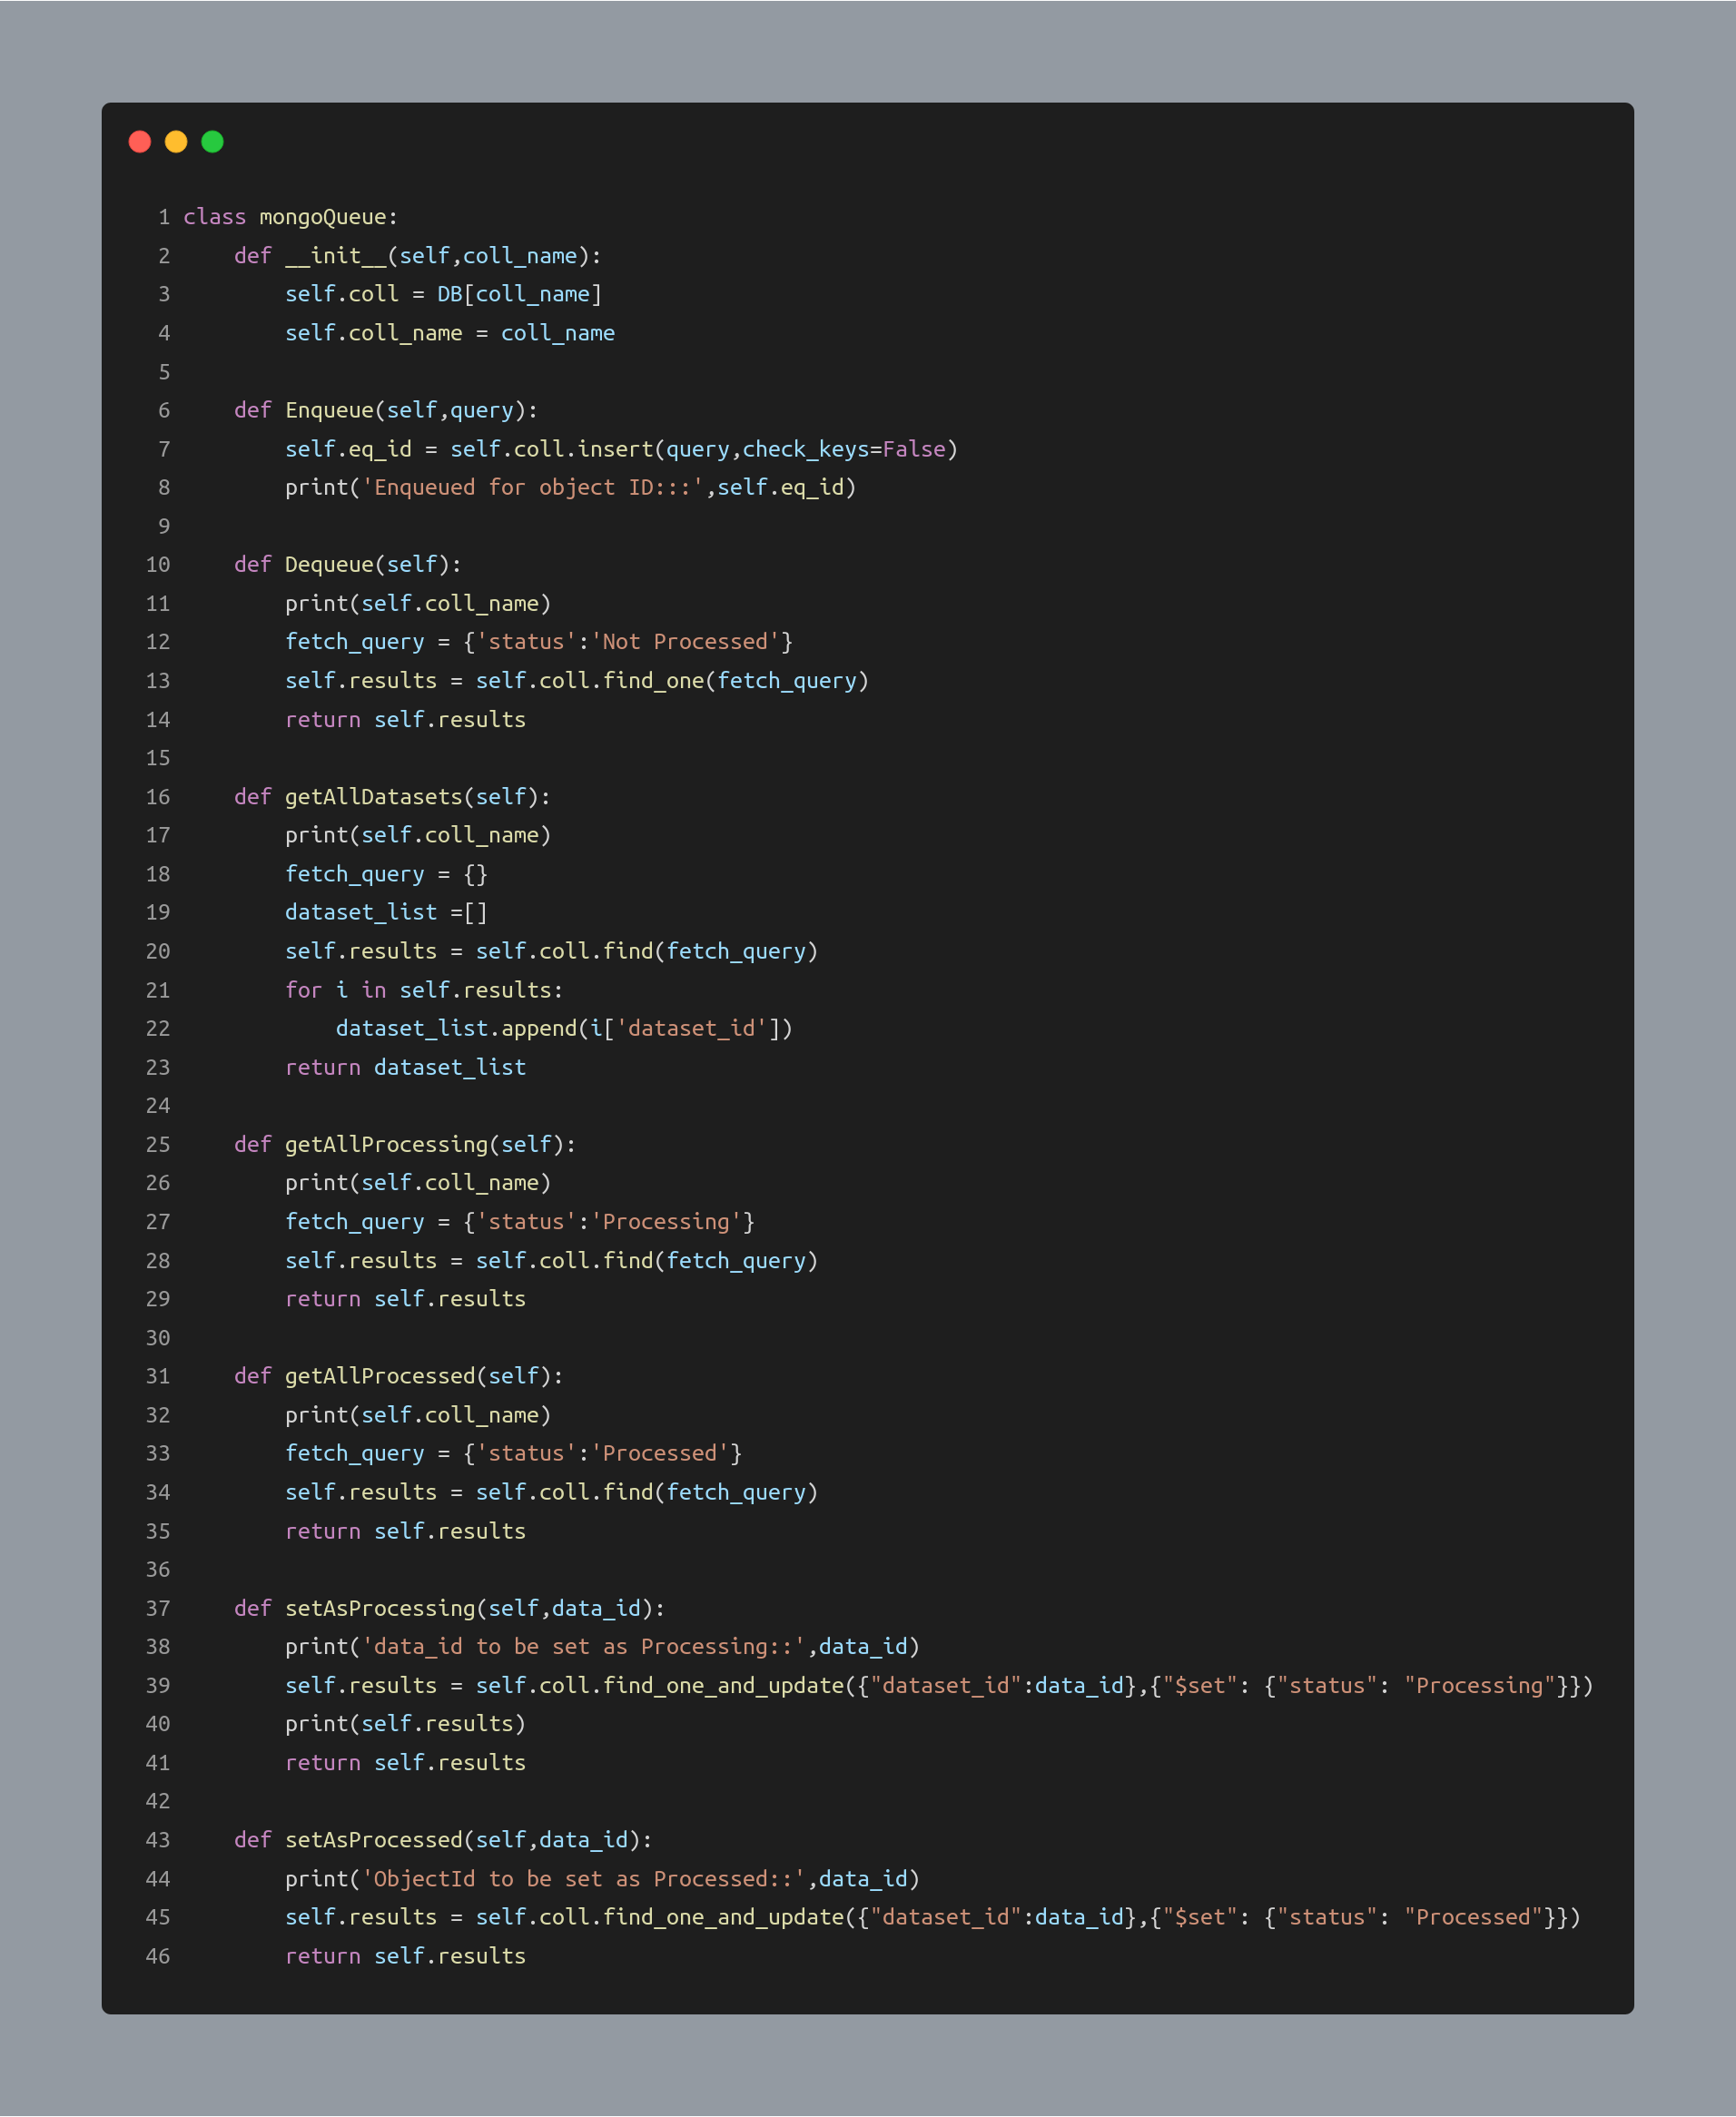 1 class mongoQueue:
2     def __init__(self,coll_name):
3         self.coll = DB[coll_name]
4         self.coll_name = coll_name
5
6     def Enqueue(self,query):
7         self.eq_id = self.coll.insert(query,check_keys=False)
8         print('Enqueued for object ID:::',self.eq_id)
9
10     def Dequeue(self):
11         print(self.coll_name)
12         fetch_query = {'status':'Not Processed'}
13         self.results = self.coll.find_one(fetch_query)
14         return self.results
15
16     def getAllDatasets(self):
17         print(self.coll_name)
18         fetch_query = {}
19         dataset_list =[]
20         self.results = self.coll.find(fetch_query)
21         for i in self.results:
22             dataset_list.append(i['dataset_id'])
23         return dataset_list
24
25     def getAllProcessing(self):
26         print(self.coll_name)
27         fetch_query = {'status':'Processing'}
28         self.results = self.coll.find(fetch_query)
29         return self.results
30
31     def getAllProcessed(self):
32         print(self.coll_name)
33         fetch_query = {'status':'Processed'}
34         self.results = self.coll.find(fetch_query)
35         return self.results
36
37     def setAsProcessing(self,data_id):
38         print('data_id to be set as Processing::',data_id)
39         self.results = self.coll.find_one_and_update({"dataset_id":data_id},{"$set": {"status": "Processing"}})
40         print(self.results)
41         return self.results
42
43     def setAsProcessed(self,data_id):
44         print('ObjectId to be set as Processed::',data_id)
45         self.results = self.coll.find_one_and_update({"dataset_id":data_id},{"$set": {"status": "Processed"}})
46         return self.results